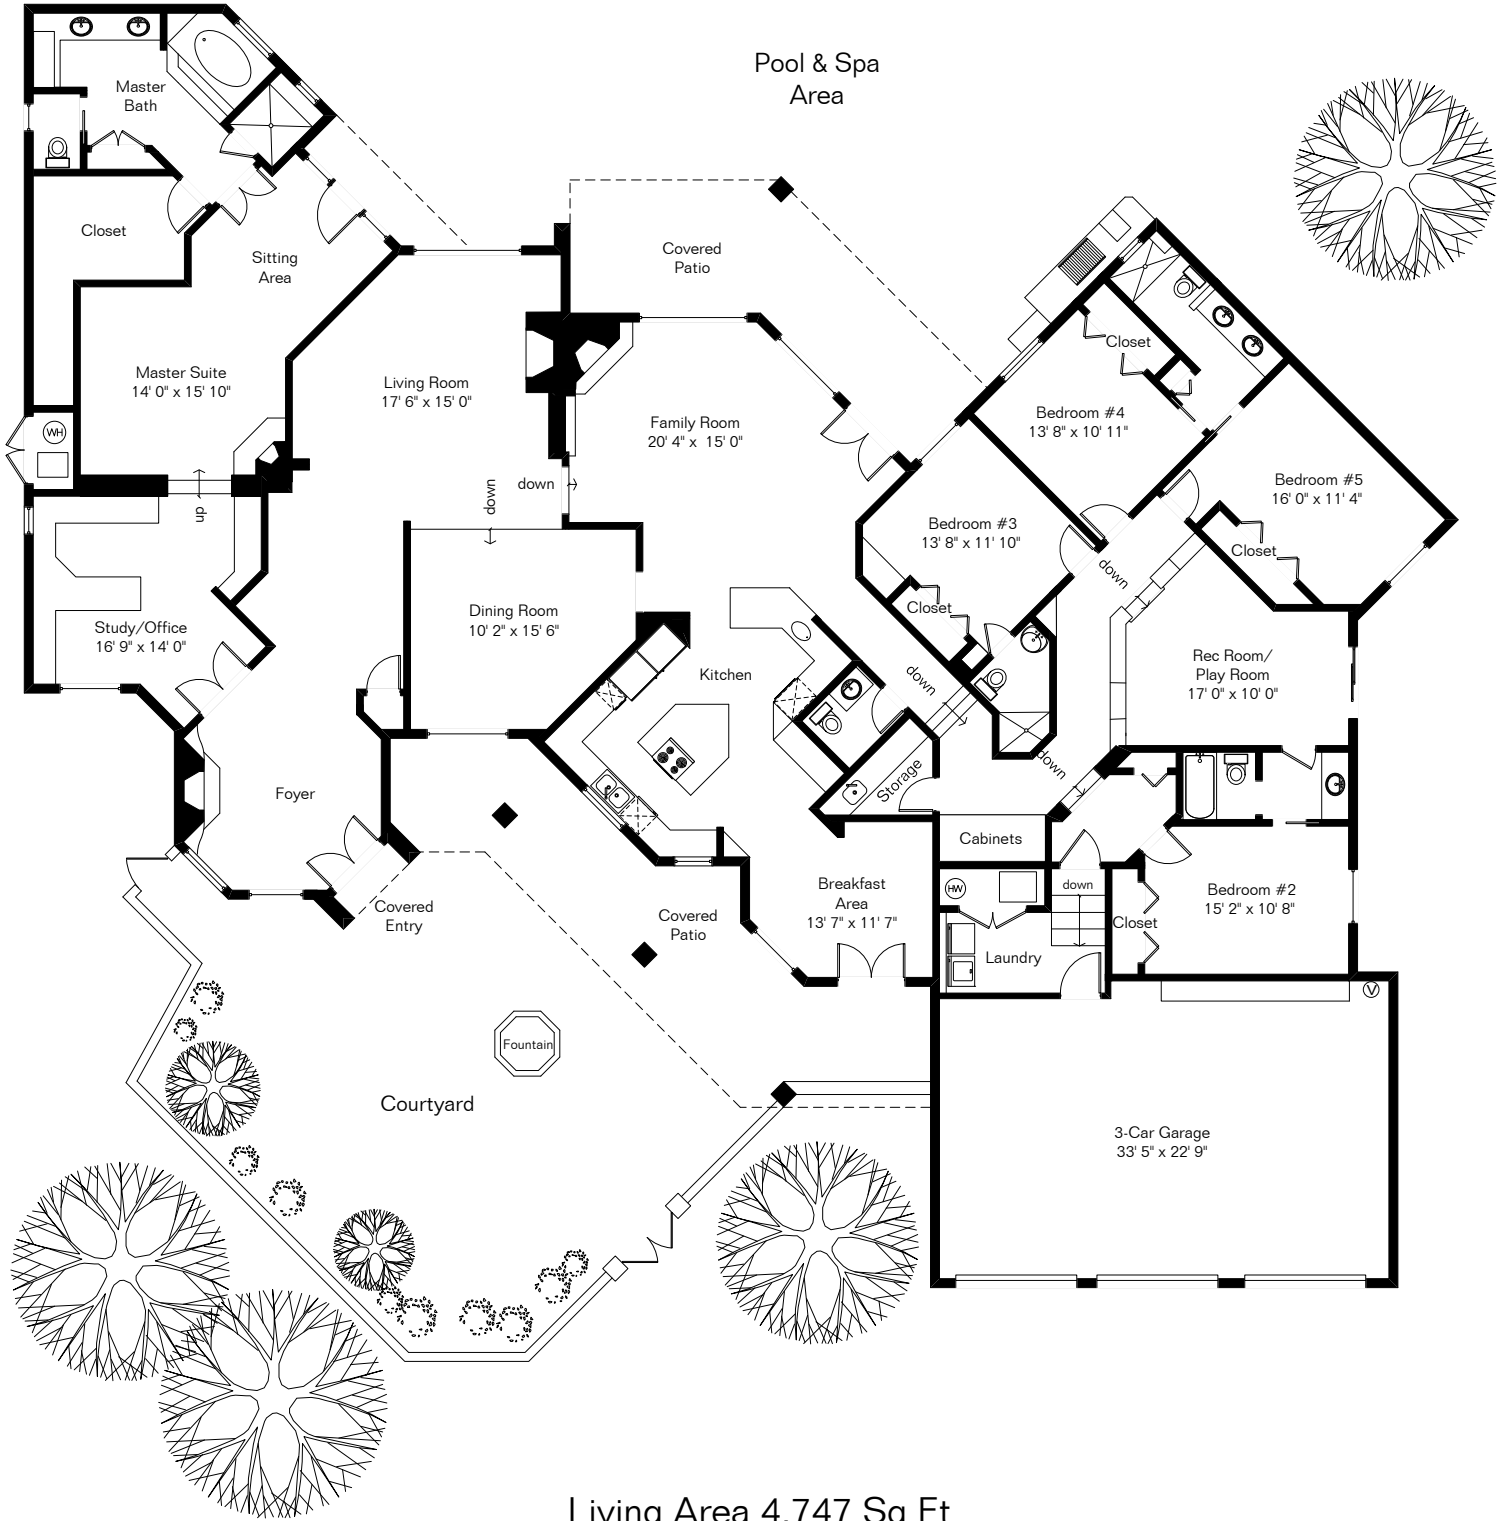 Pool & Spa
Area
Master
Bath
Closet
Sitting
Area
Covered
Patio
Master Suite
14' 0" x 15' 10"
Living Room
17' 6" x 15' 0"
Family Room
20' 4" x 15' 0"
Closet
Bedroom #4
13' 8" x 10' 11"
WH
Bedroom #5
16' 0" x 11' 4"
down
down
dn
Bedroom #3
13' 8" x 11' 10"
Closet
down
Closet
Dining Room
10' 2" x 15' 6"
Study/Office
16' 9" x 14' 0"
Kitchen
down
Rec Room/
Play Room
17' 0" x 10' 0"
Foyer
Storage
down
Cabinets
Covered
Entry
Covered
Patio
Breakfast
Area
13' 7" x 11' 7"
HW
down
Bedroom #2
15' 2" x 10' 8"
Closet
Laundry
V
Fountain
Courtyard
3-Car Garage
33' 5" x 22' 9"
Living Area 4,747 Sq Ft